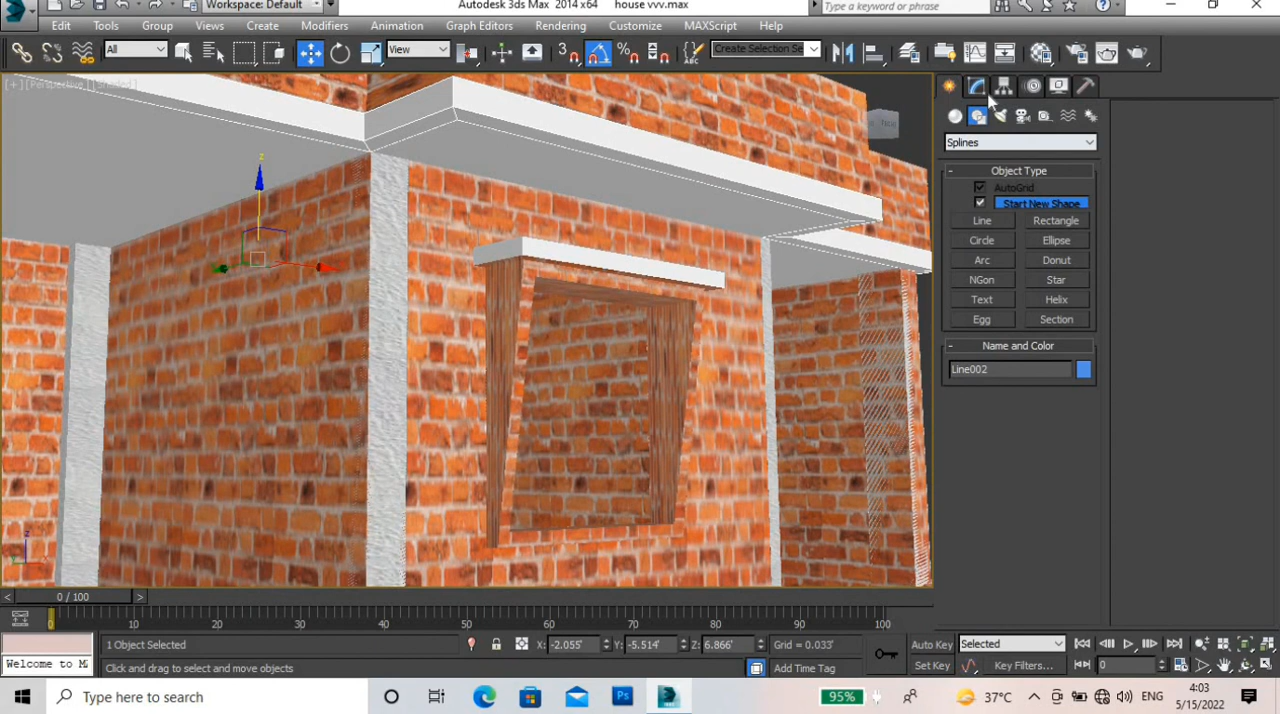 Workspace: Default
Autodesk 3ds Max 2014 x64 house vvv.max
Type a keyword or phrase
Edit Tools Group Views Create Modifiers Animation Graph Editors Rendering Customize MAXScript Help
All
View
3
Create Selection Se
[+] [Perspective] [Shaded]
z
Splines
- Object Type
AutoGrid
Start New Shape
Line Rectangle
Circle Ellipse
Arc Donut
NGon Star
Text Helix
Egg Section
- Name and Color
Line002
< 0 / 100 >
0 10 20 30 40 50 60 70 80 90 100
1 Object Selected X: -2.055' Y: -5.514' Z: 6.866' Grid = 0.033' Auto Key Selected
Welcome to M Click and drag to select and move objects Add Time Tag Set Key Key Filters... 0
Type here to search
95%
37°C
ENG
4:03
5/15/2022